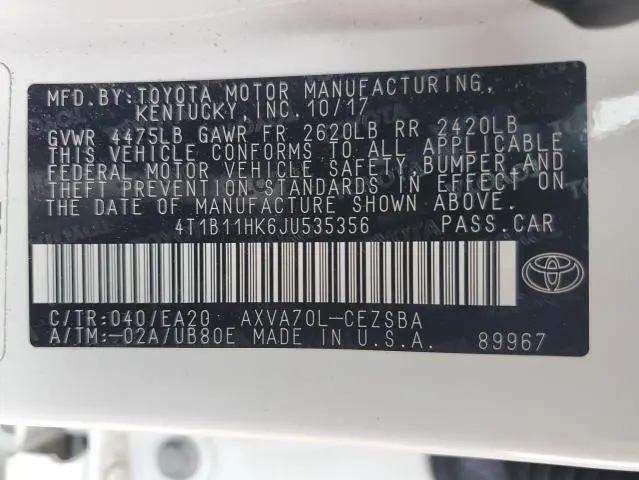 MFD. BY: TOYOTA MOTOR MANUFACTURING,
KENTUCKY, INC. 10/17
GVWR 4475LB GAWR FR 2620LB RR 2420LB
THIS VEHICLE CONFORMS TO ALL APPLICABLE
FEDERAL MOTOR VEHICLE SAFETY, BUMPER, AND
THEFT PREVENTION STANDARDS IN EFFECT ON
THE DATE OF MANUFACTURE SHOWN ABOVE.
4T1B11HK6JU535356 PASS. CAR
C/TR: 040/EA20 AXVA70L-CEZSBA
A/TM: -02A/UB80E MADE IN U.S.A. 89967